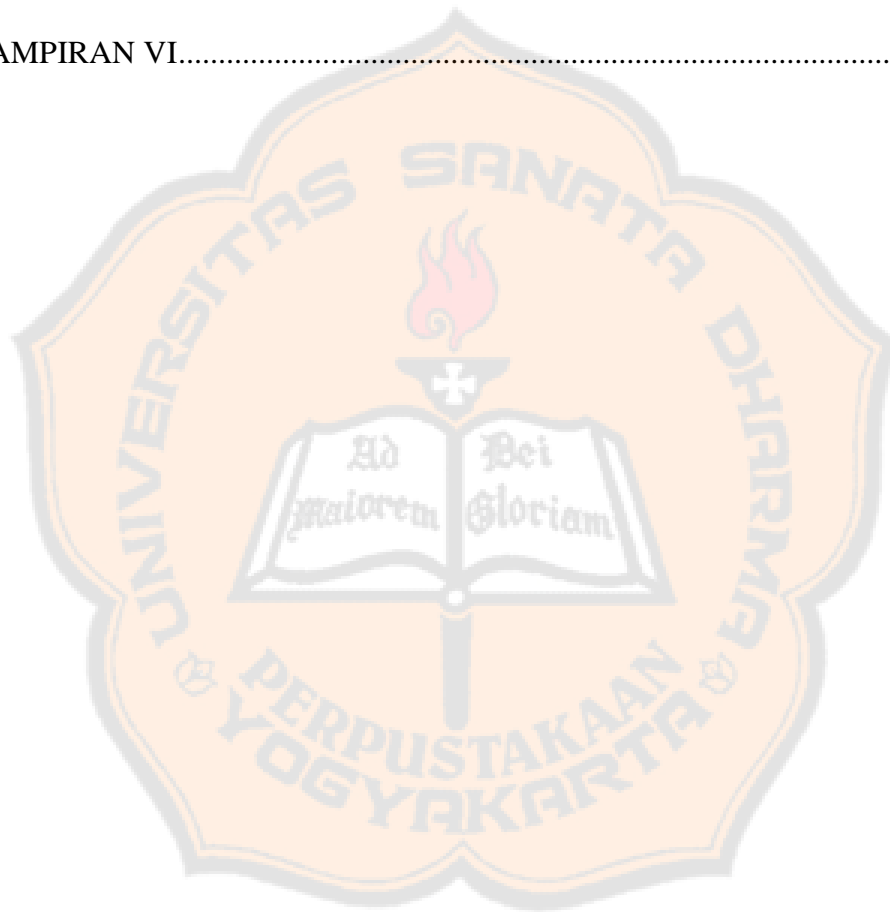 AMPIRAN VI.........................................................................................
UNIVERSITAS SANATA DHARMA
Ad Dei
Maiorem Gloriam
PERPUSTAKAAN
YOGYAKARTA